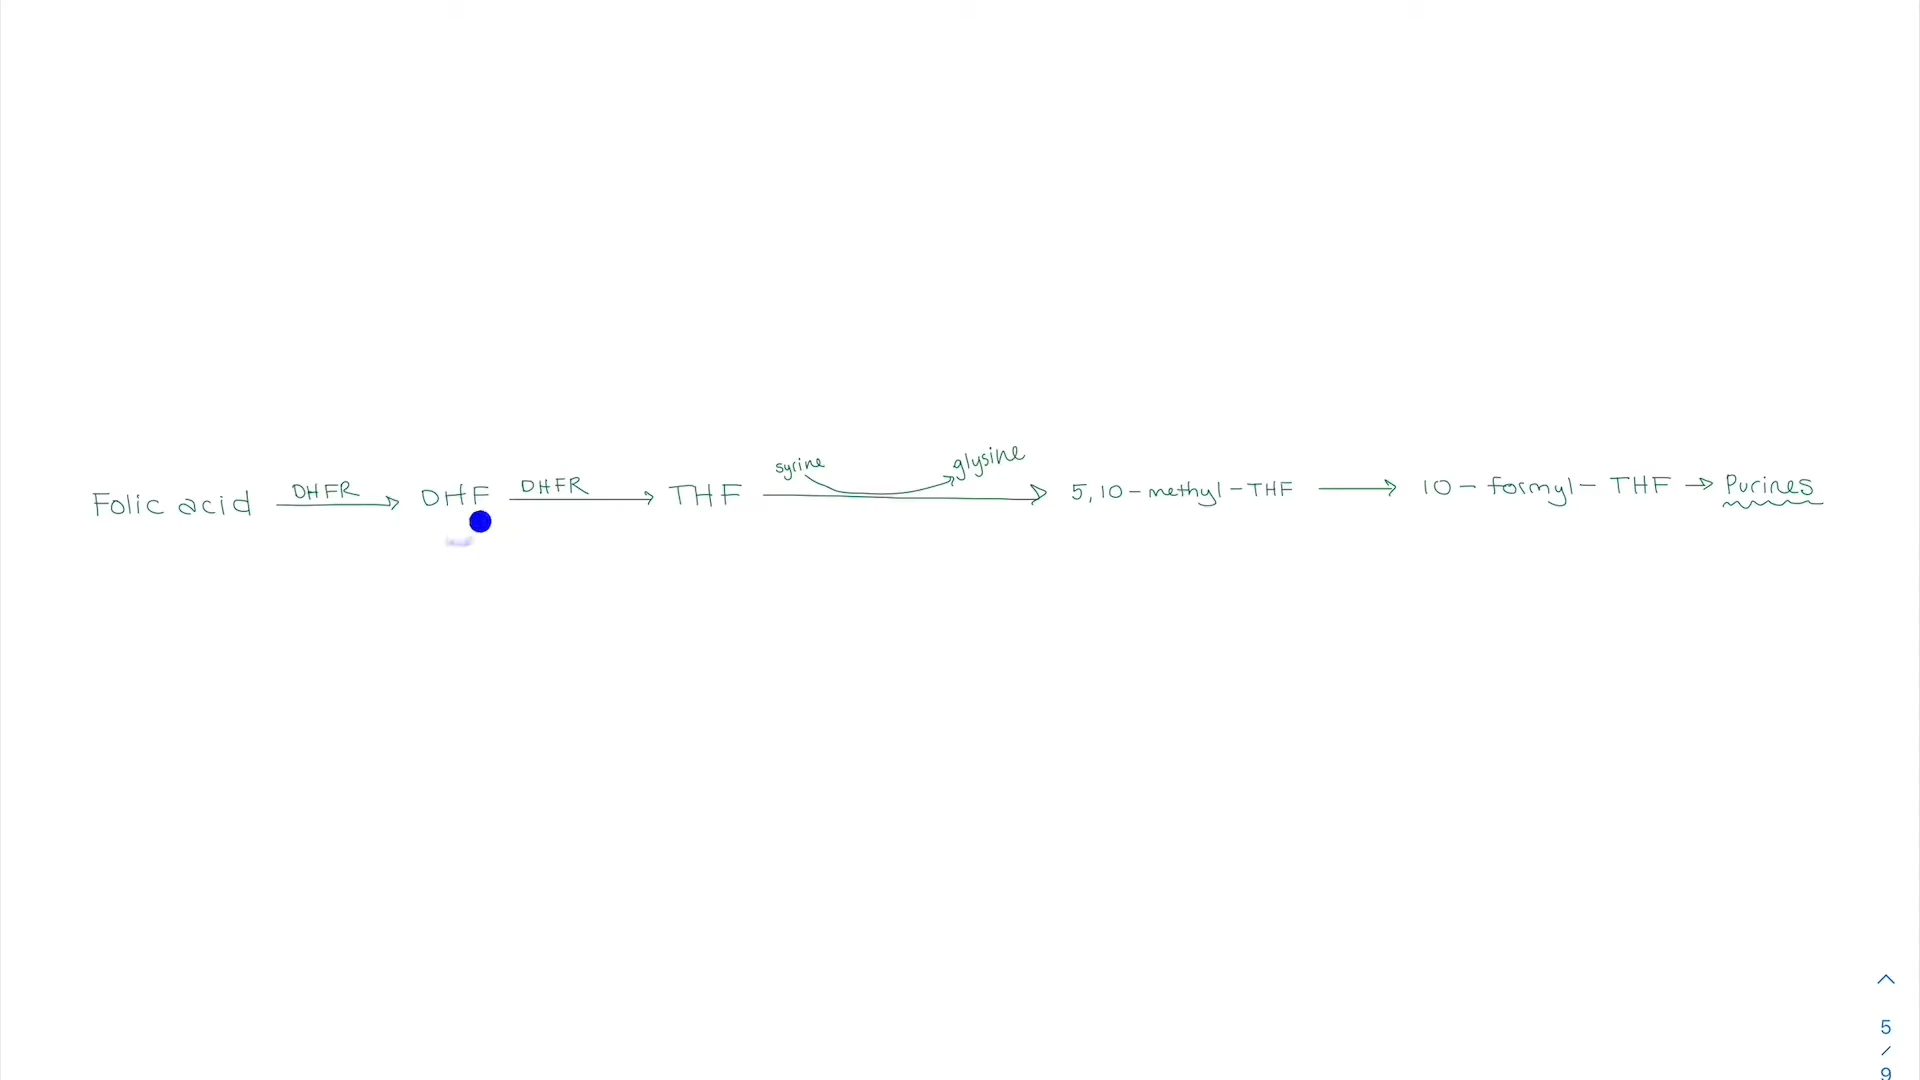 Folic acid DHFR DHF DHFR THF syrine glysine 5,10-methyl-THF 10-formyl-THF Purines
5
/
9